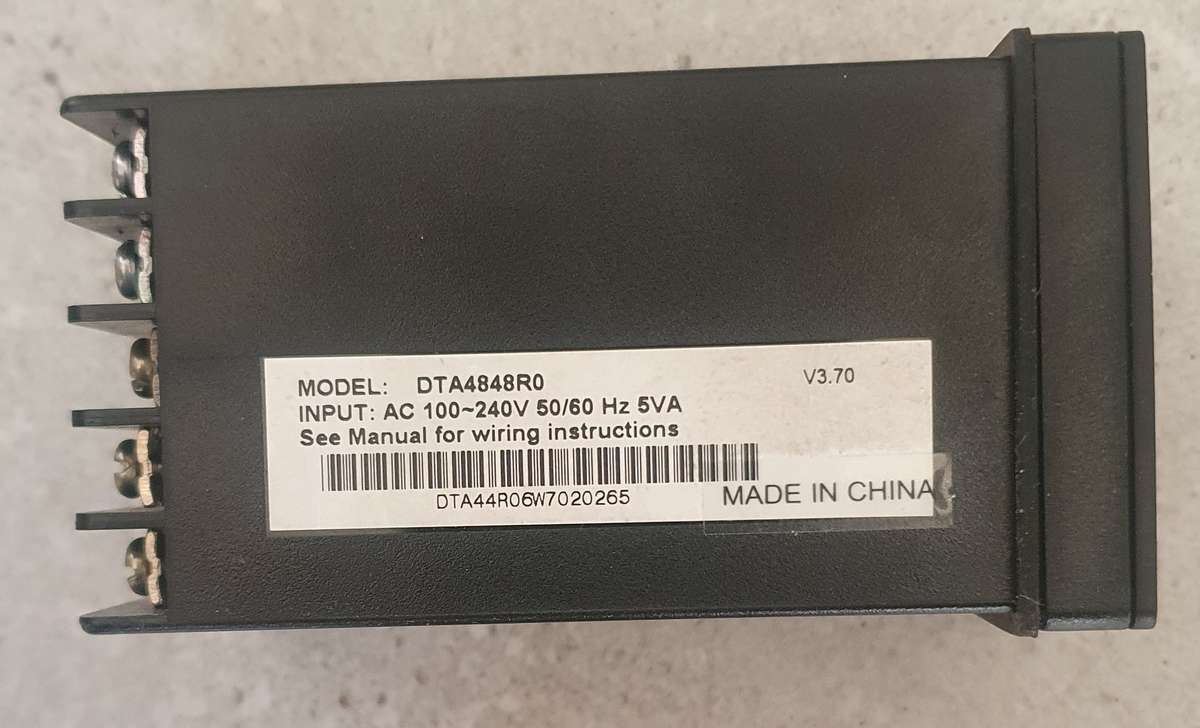 MODEL: DTA4848R0
V3.70
INPUT: AC 100~240V 50/60 Hz 5VA
See Manual for wiring instructions
DTA44R06W7020265
MADE IN CHINA